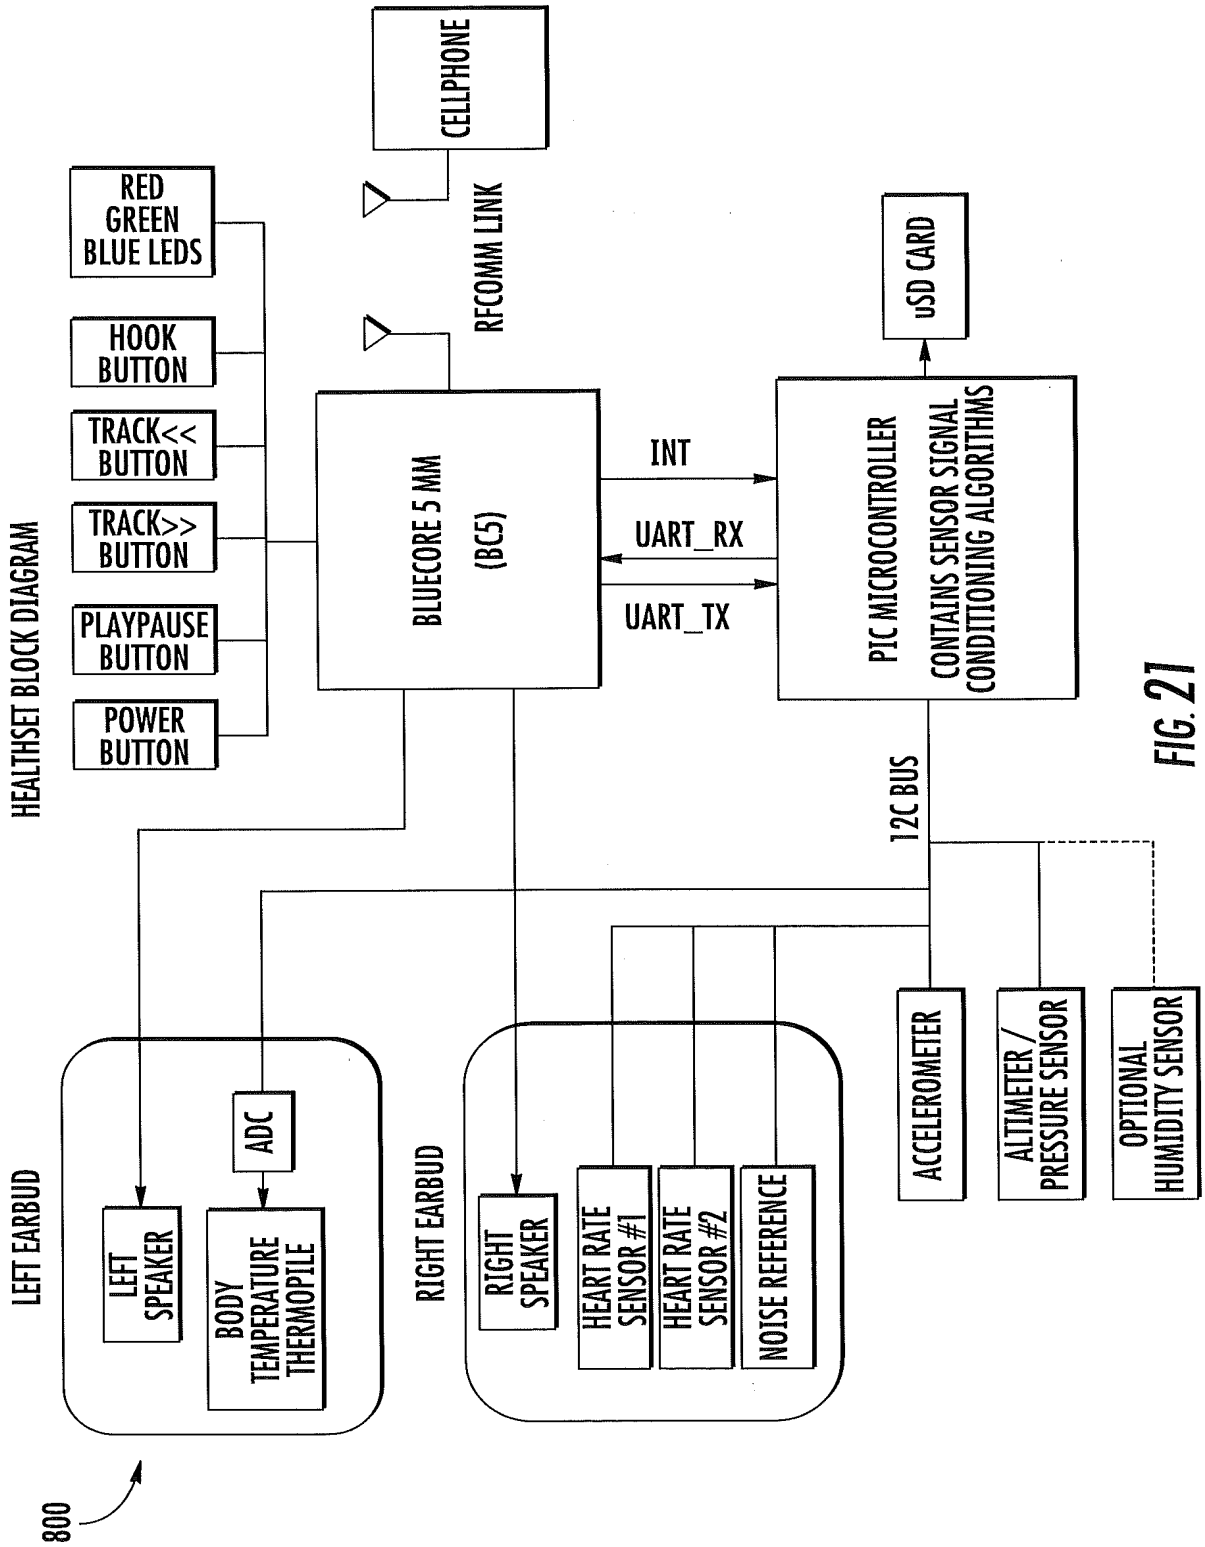 HEALTHSET BLOCK DIAGRAM
800
LEFT EARBUD
LEFT
SPEAKER
BODY
TEMPERATURE
THERMOPILE
ADC
RIGHT EARBUD
RIGHT
SPEAKER
HEART RATE
SENSOR #1
HEART RATE
SENSOR #2
NOISE REFERENCE
ACCELEROMETER
ALTIMETER /
PRESSURE SENSOR
OPTIONAL
HUMIDITY SENSOR
POWER
BUTTON
PLAYPAUSE
BUTTON
TRACK>>
BUTTON
TRACK<<
BUTTON
HOOK
BUTTON
RED
GREEN
BLUE LEDS
BLUECORE 5 MM
(BC5)
RFCOMM LINK
CELLPHONE
INT
UART_RX
UART_TX
PIC MICROCONTROLLER
CONTAINS SENSOR SIGNAL
CONDITIONING ALGORITHMS
12C BUS
uSD CARD
FIG. 21